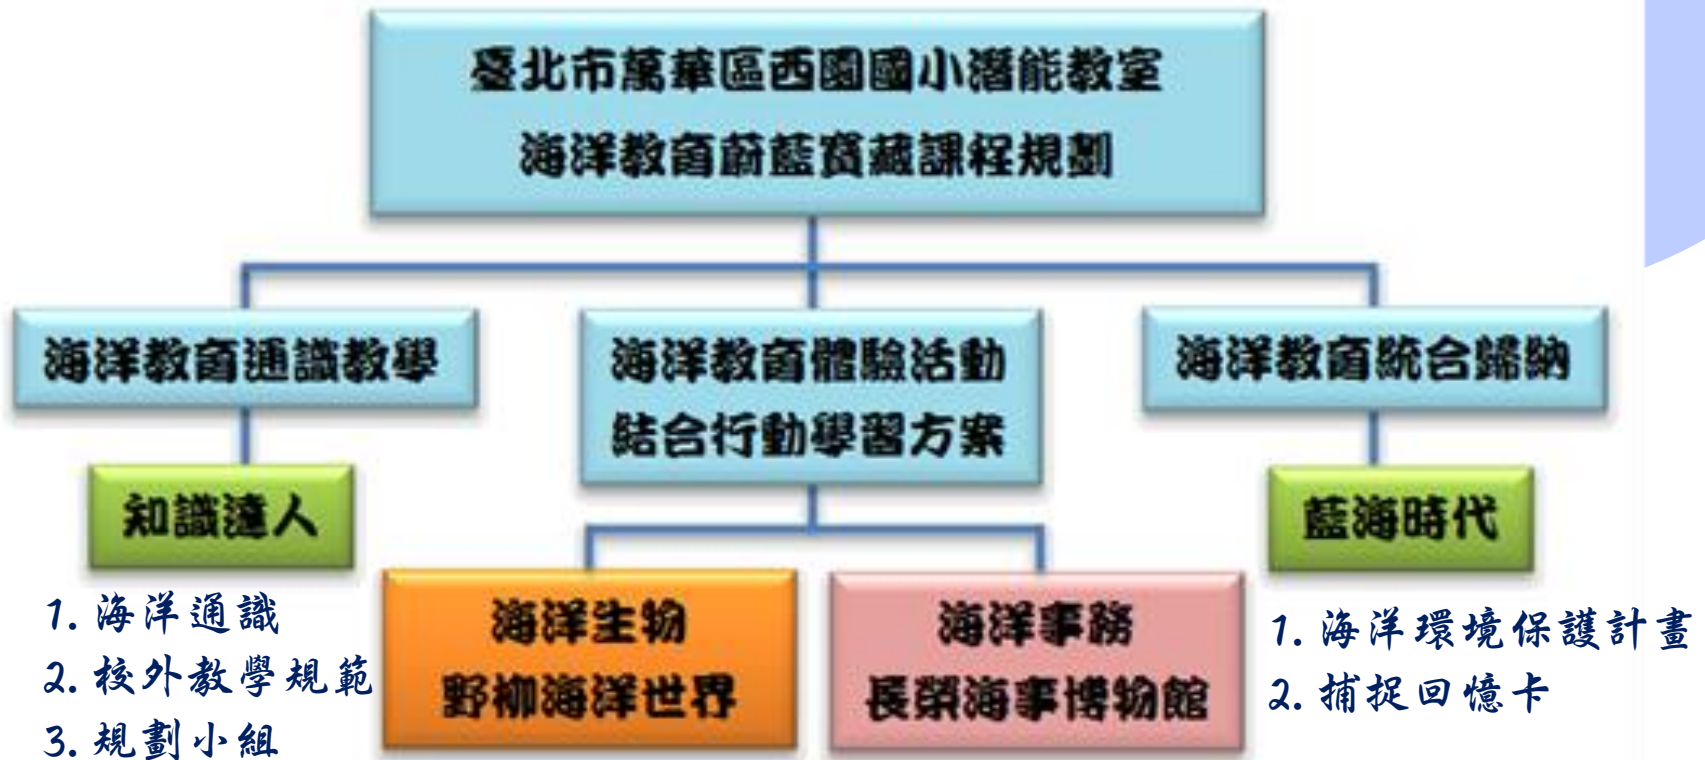 臺北市萬華區西園國小潛能教室
海洋教育蔚藍寶藏課程規劃
海洋教育通識教學
海洋教育體驗活動
結合行動學習方案
海洋教育統合歸納
知識達人
藍海時代
海洋生物
野柳海洋世界
海洋事務
長榮海事博物館
1. 海洋通識
2. 校外教學規範
3. 規劃小組
1. 海洋環境保護計畫
2. 捕捉回憶卡